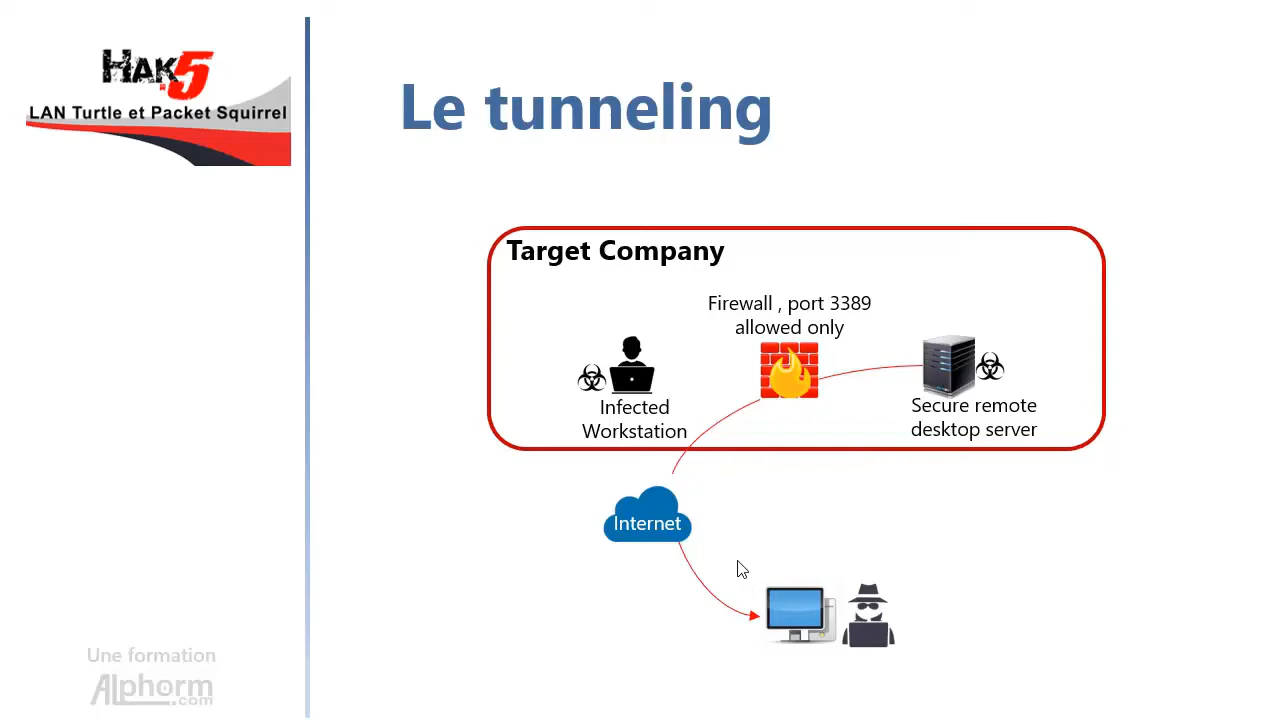 HAK5
LAN Turtle et Packet Squirrel
Le tunneling
Target Company
Firewall , port 3389
allowed only
Infected
Workstation
Secure remote
desktop server
Internet
Une formation
Alphorm
.com